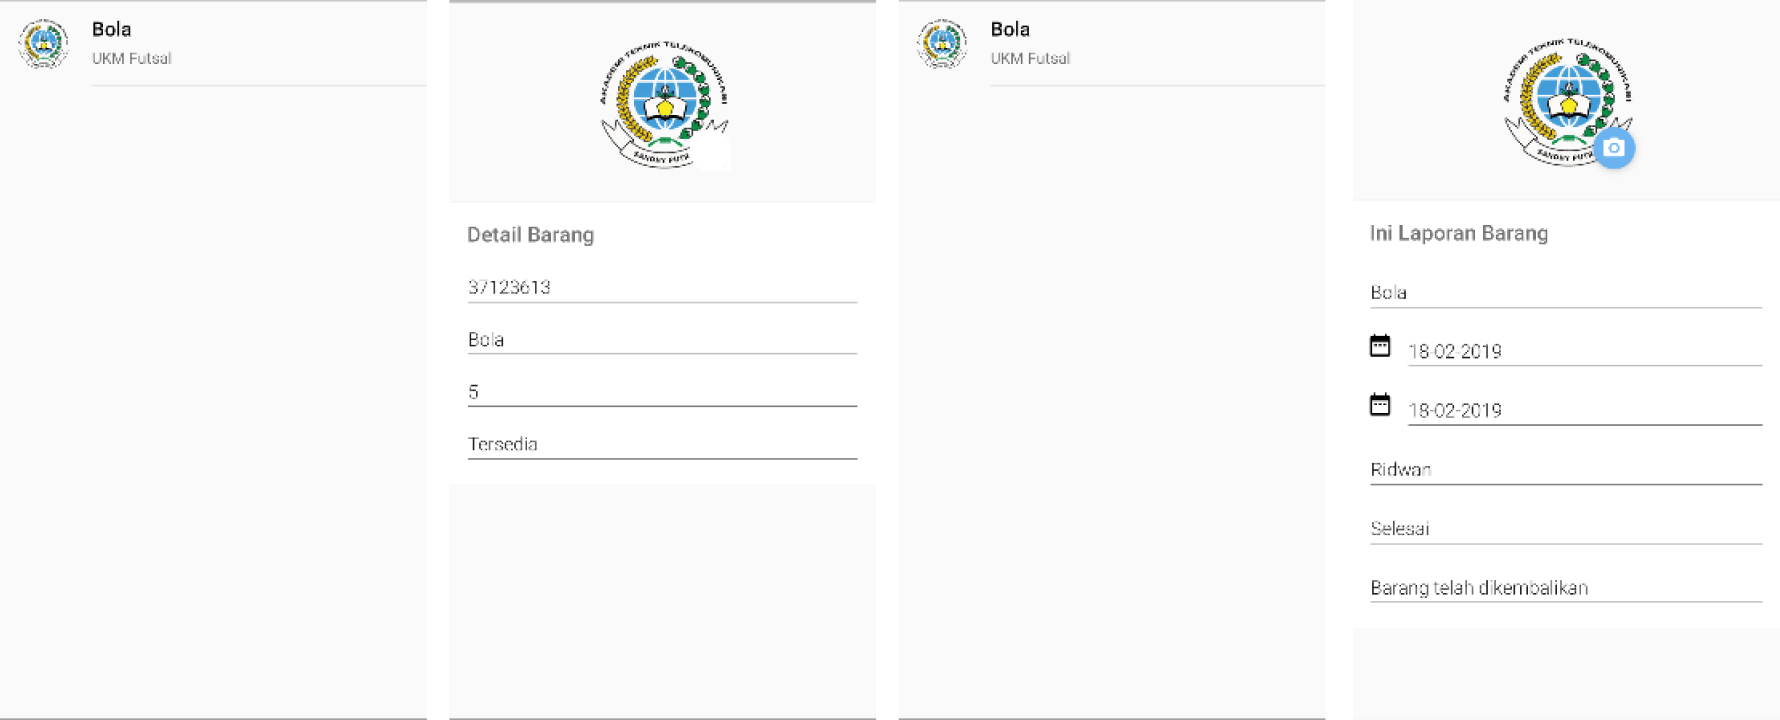 Bola
UKM Futsal
AKADEMI TEKNIK TELEKOMUNIKASI
SANDHY PUTRA
Detail Barang
37123613
Bola
5
Tersedia
Bola
UKM Futsal
AKADEMI TEKNIK TELEKOMUNIKASI
SANDHY PUTRA
Ini Laporan Barang
Bola
18-02-2019
18-02-2019
Ridwan
Selesai
Barang telah dikembalikan